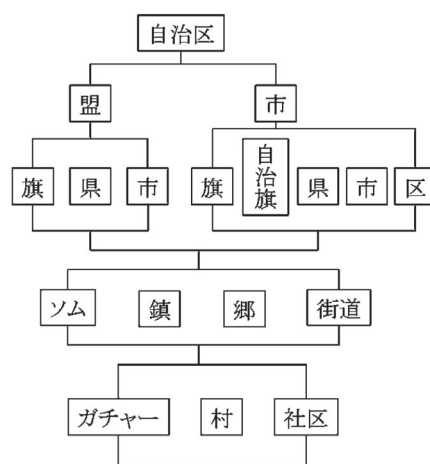 自治区
盟
市
旗
県
市
旗
自治旗
県
市
区
ソム
鎮
郷
街道
ガチャー
村
社区